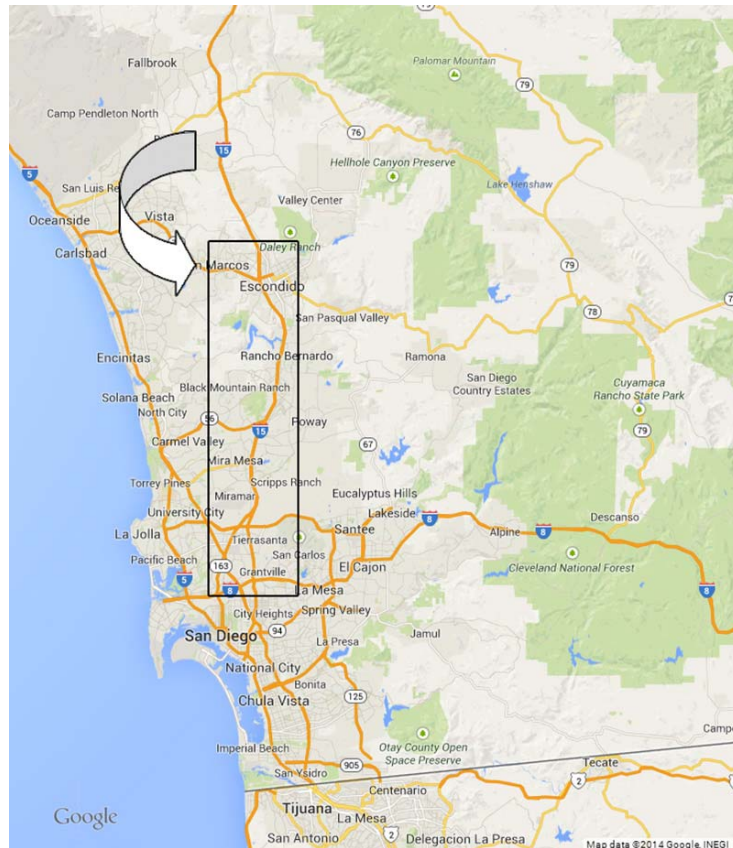 79
Fallbrook
Palomar Mountain
79
Camp Pendleton North
76
15
5
Hellhole Canyon Preserve
San Luis Re
Lake Henshaw
Valley Center
Oceanside
Vista
Daley Ranch
Carlsbad
n Marcos
79
Escondido
San Pasqual Valley
78
Encinitas
Rancho Bernardo
Ramona
Black Mountain Ranch
San Diego
Country Estates
Cuyamaca
Rancho State Park
Solana Beach
North City
56
Poway
15
79
Carmel Valley
67
Mira Mesa
Torrey Pines
Scripps Ranch
Miramar
Eucalyptus Hills
University City
Lakeside
8
Descanso
La Jolla
Tierrasanta
Santee
Alpine
8
Pacific Beach
San Carlos
163
Grantville
El Cajon
Cleveland National Forest
5
8
La Mesa
8
City Heights
Spring Valley
San Diego
94
La Presa
Jamul
National City
Bonita
Chula Vista
125
Imperial Beach
Otay County Open
Space Preserve
Camp
905
San Ysidro
Tecate
2
Centenario
Google
Tijuana
La Mesa
2
San Antonio
Delegacion La Presa
Map data ©2014 Google, INEGI